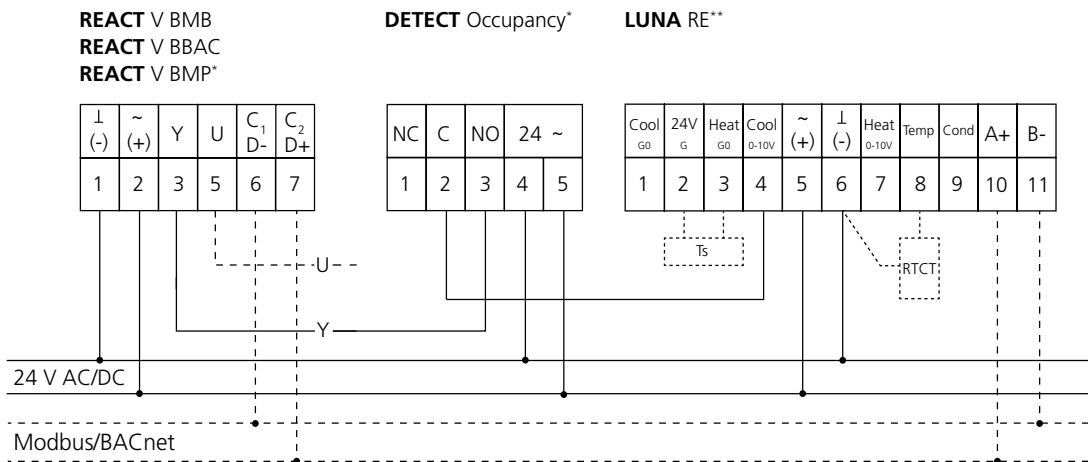 REACT V BMB
REACT V BBAC
REACT V BMP*
DETECT Occupancy*
LUNA RE**
⊥ (-) ~ (+) Y U C1 D- C2 D+
1 2 3 5 6 7
NC C NO 24 ~
1 2 3 4 5
Cool G0 24V G Heat G0 Cool 0-10V ~ (+) ⊥ (-) Heat 0-10V Temp Cond A+ B-
1 2 3 4 5 6 7 8 9 10 11
Ts
RTCT
U
Y
24 V AC/DC
Modbus/BACnet